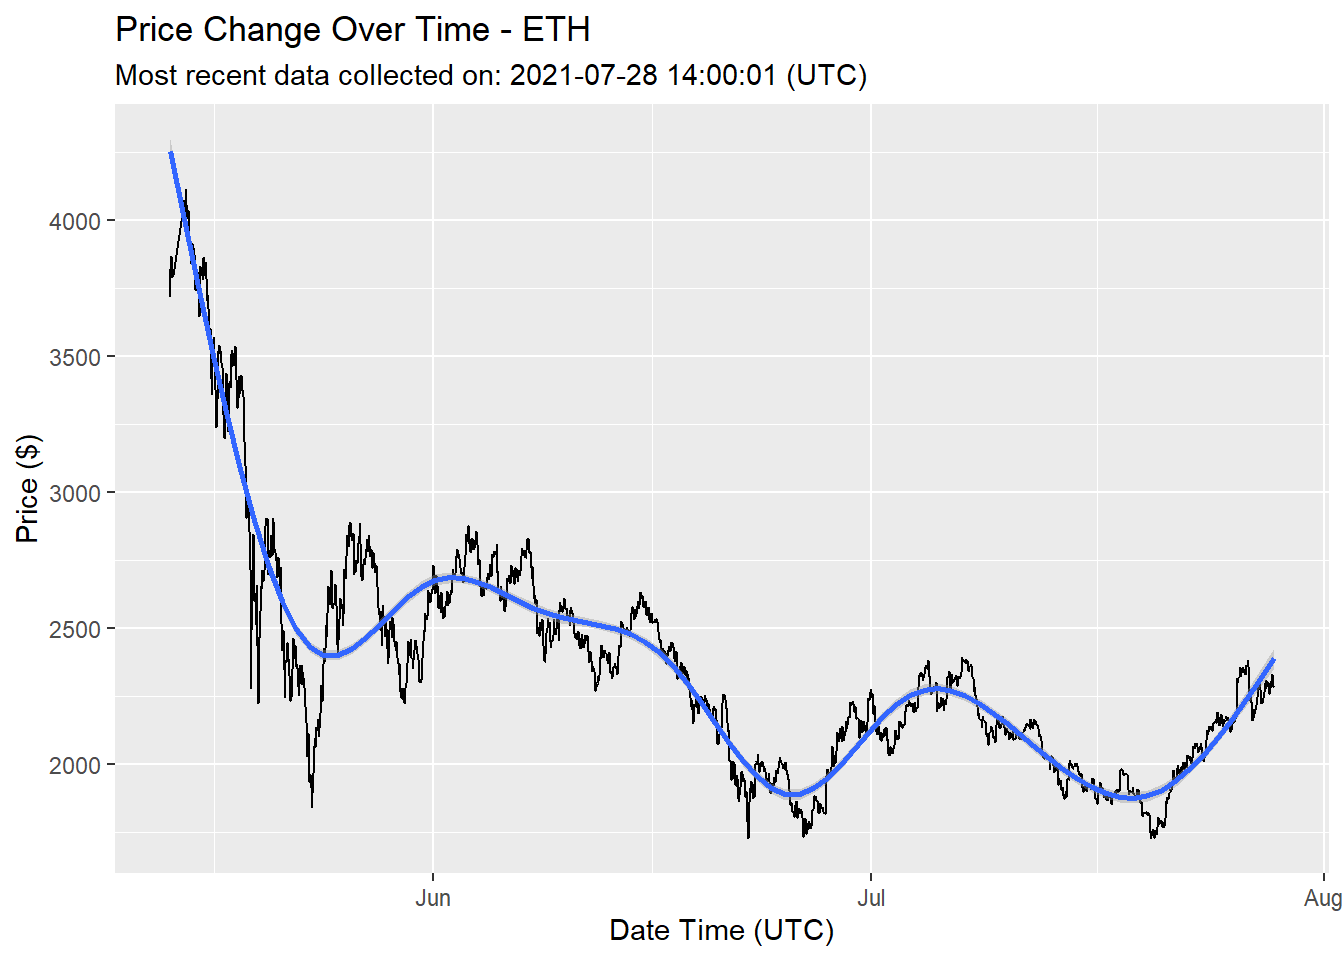 Price Change Over Time - ETH
Most recent data collected on: 2021-07-28 14:00:01 (UTC)
Price ($)
4000
3500
3000
2500
2000
Jun
Jul
Aug
Date Time (UTC)